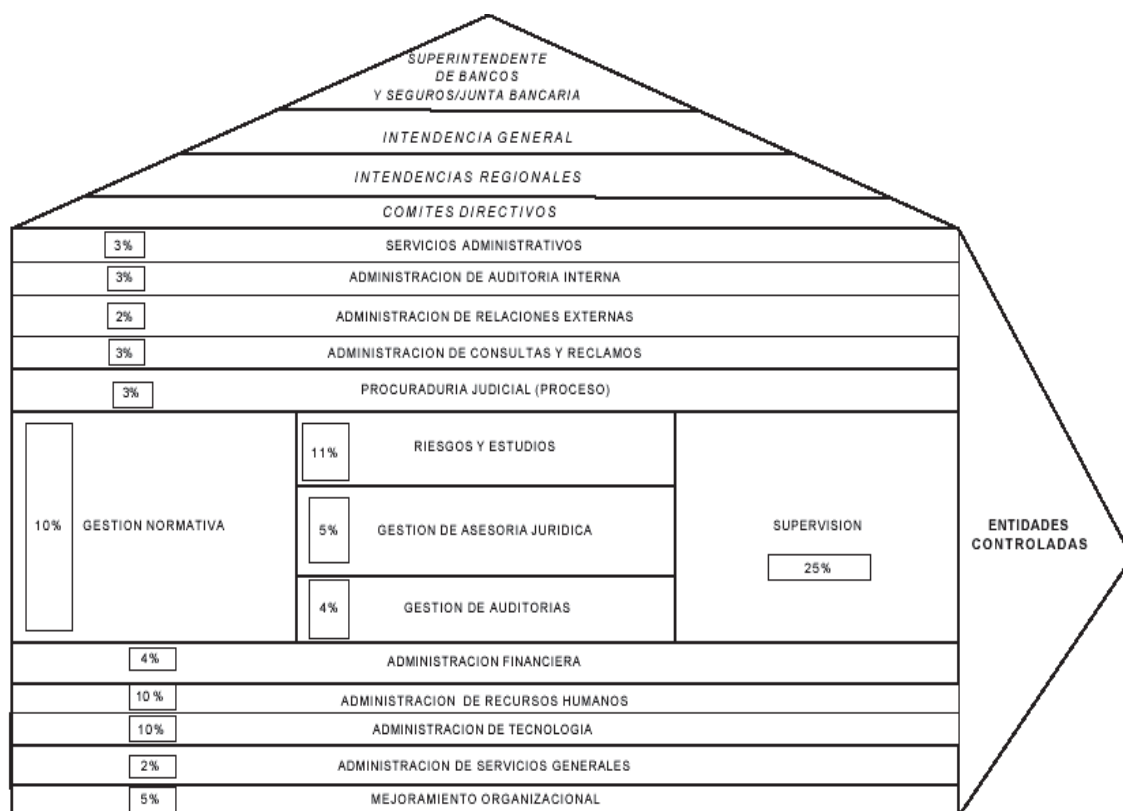 SUPERINTENDENTE
DE BANCOS
Y SEGUROS/JUNTA BANCARIA
INTENDENCIA GENERAL
INTENDENCIAS REGIONALES
COMITES DIRECTIVOS
3% SERVICIOS ADMINISTRATIVOS
3% ADMINISTRACION DE AUDITORIA INTERNA
2% ADMINISTRACION DE RELACIONES EXTERNAS
3% ADMINISTRACION DE CONSULTAS Y RECLAMOS
3% PROCURADURIA JUDICIAL (PROCESO)
10% GESTION NORMATIVA
11% RIESGOS Y ESTUDIOS
5% GESTION DE ASESORIA JURIDICA
4% GESTION DE AUDITORIAS
SUPERVISION
25%
ENTIDADES
CONTROLADAS
4% ADMINISTRACION FINANCIERA
10% ADMINISTRACION DE RECURSOS HUMANOS
10% ADMINISTRACION DE TECNOLOGIA
2% ADMINISTRACION DE SERVICIOS GENERALES
5% MEJORAMIENTO ORGANIZACIONAL